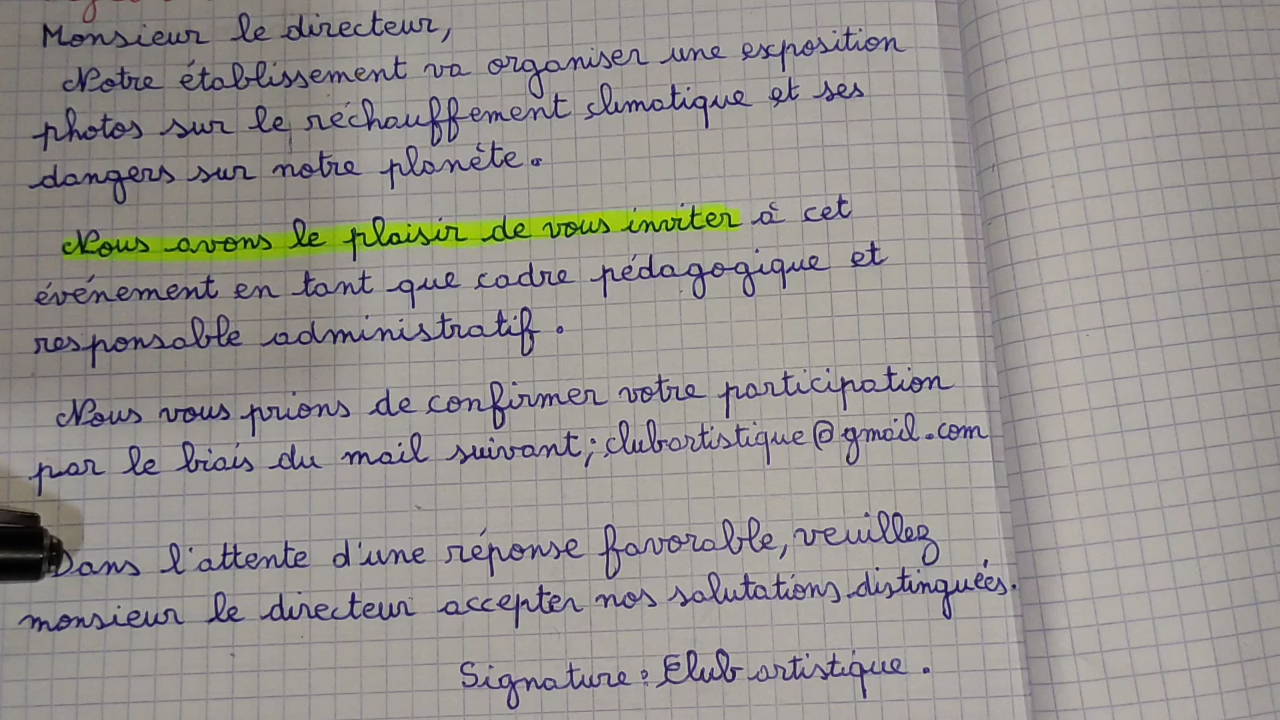 Monsieur le directeur,
Notre établissement va organiser une exposition
photos sur le réchauffement climatique et ses
dangers sur notre planète.
Nous avons le plaisir de vous inviter à cet
événement en tant que cadre pédagogique et
responsable administratif.
Nous vous prions de confirmer votre participation
par le biais du mail suivant; clubartistique@gmail.com
Dans l'attente d'une réponse favorable, veuillez
monsieur le directeur accepter nos salutations distinguées.
Signature : Club artistique.